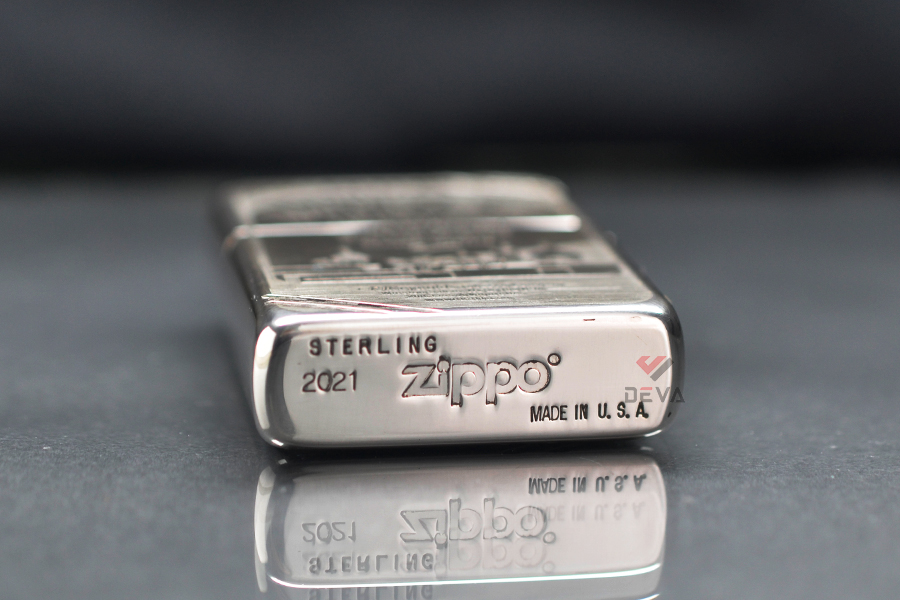 STERLING
2021 zippo
MADE IN U.S.A.
DEVA